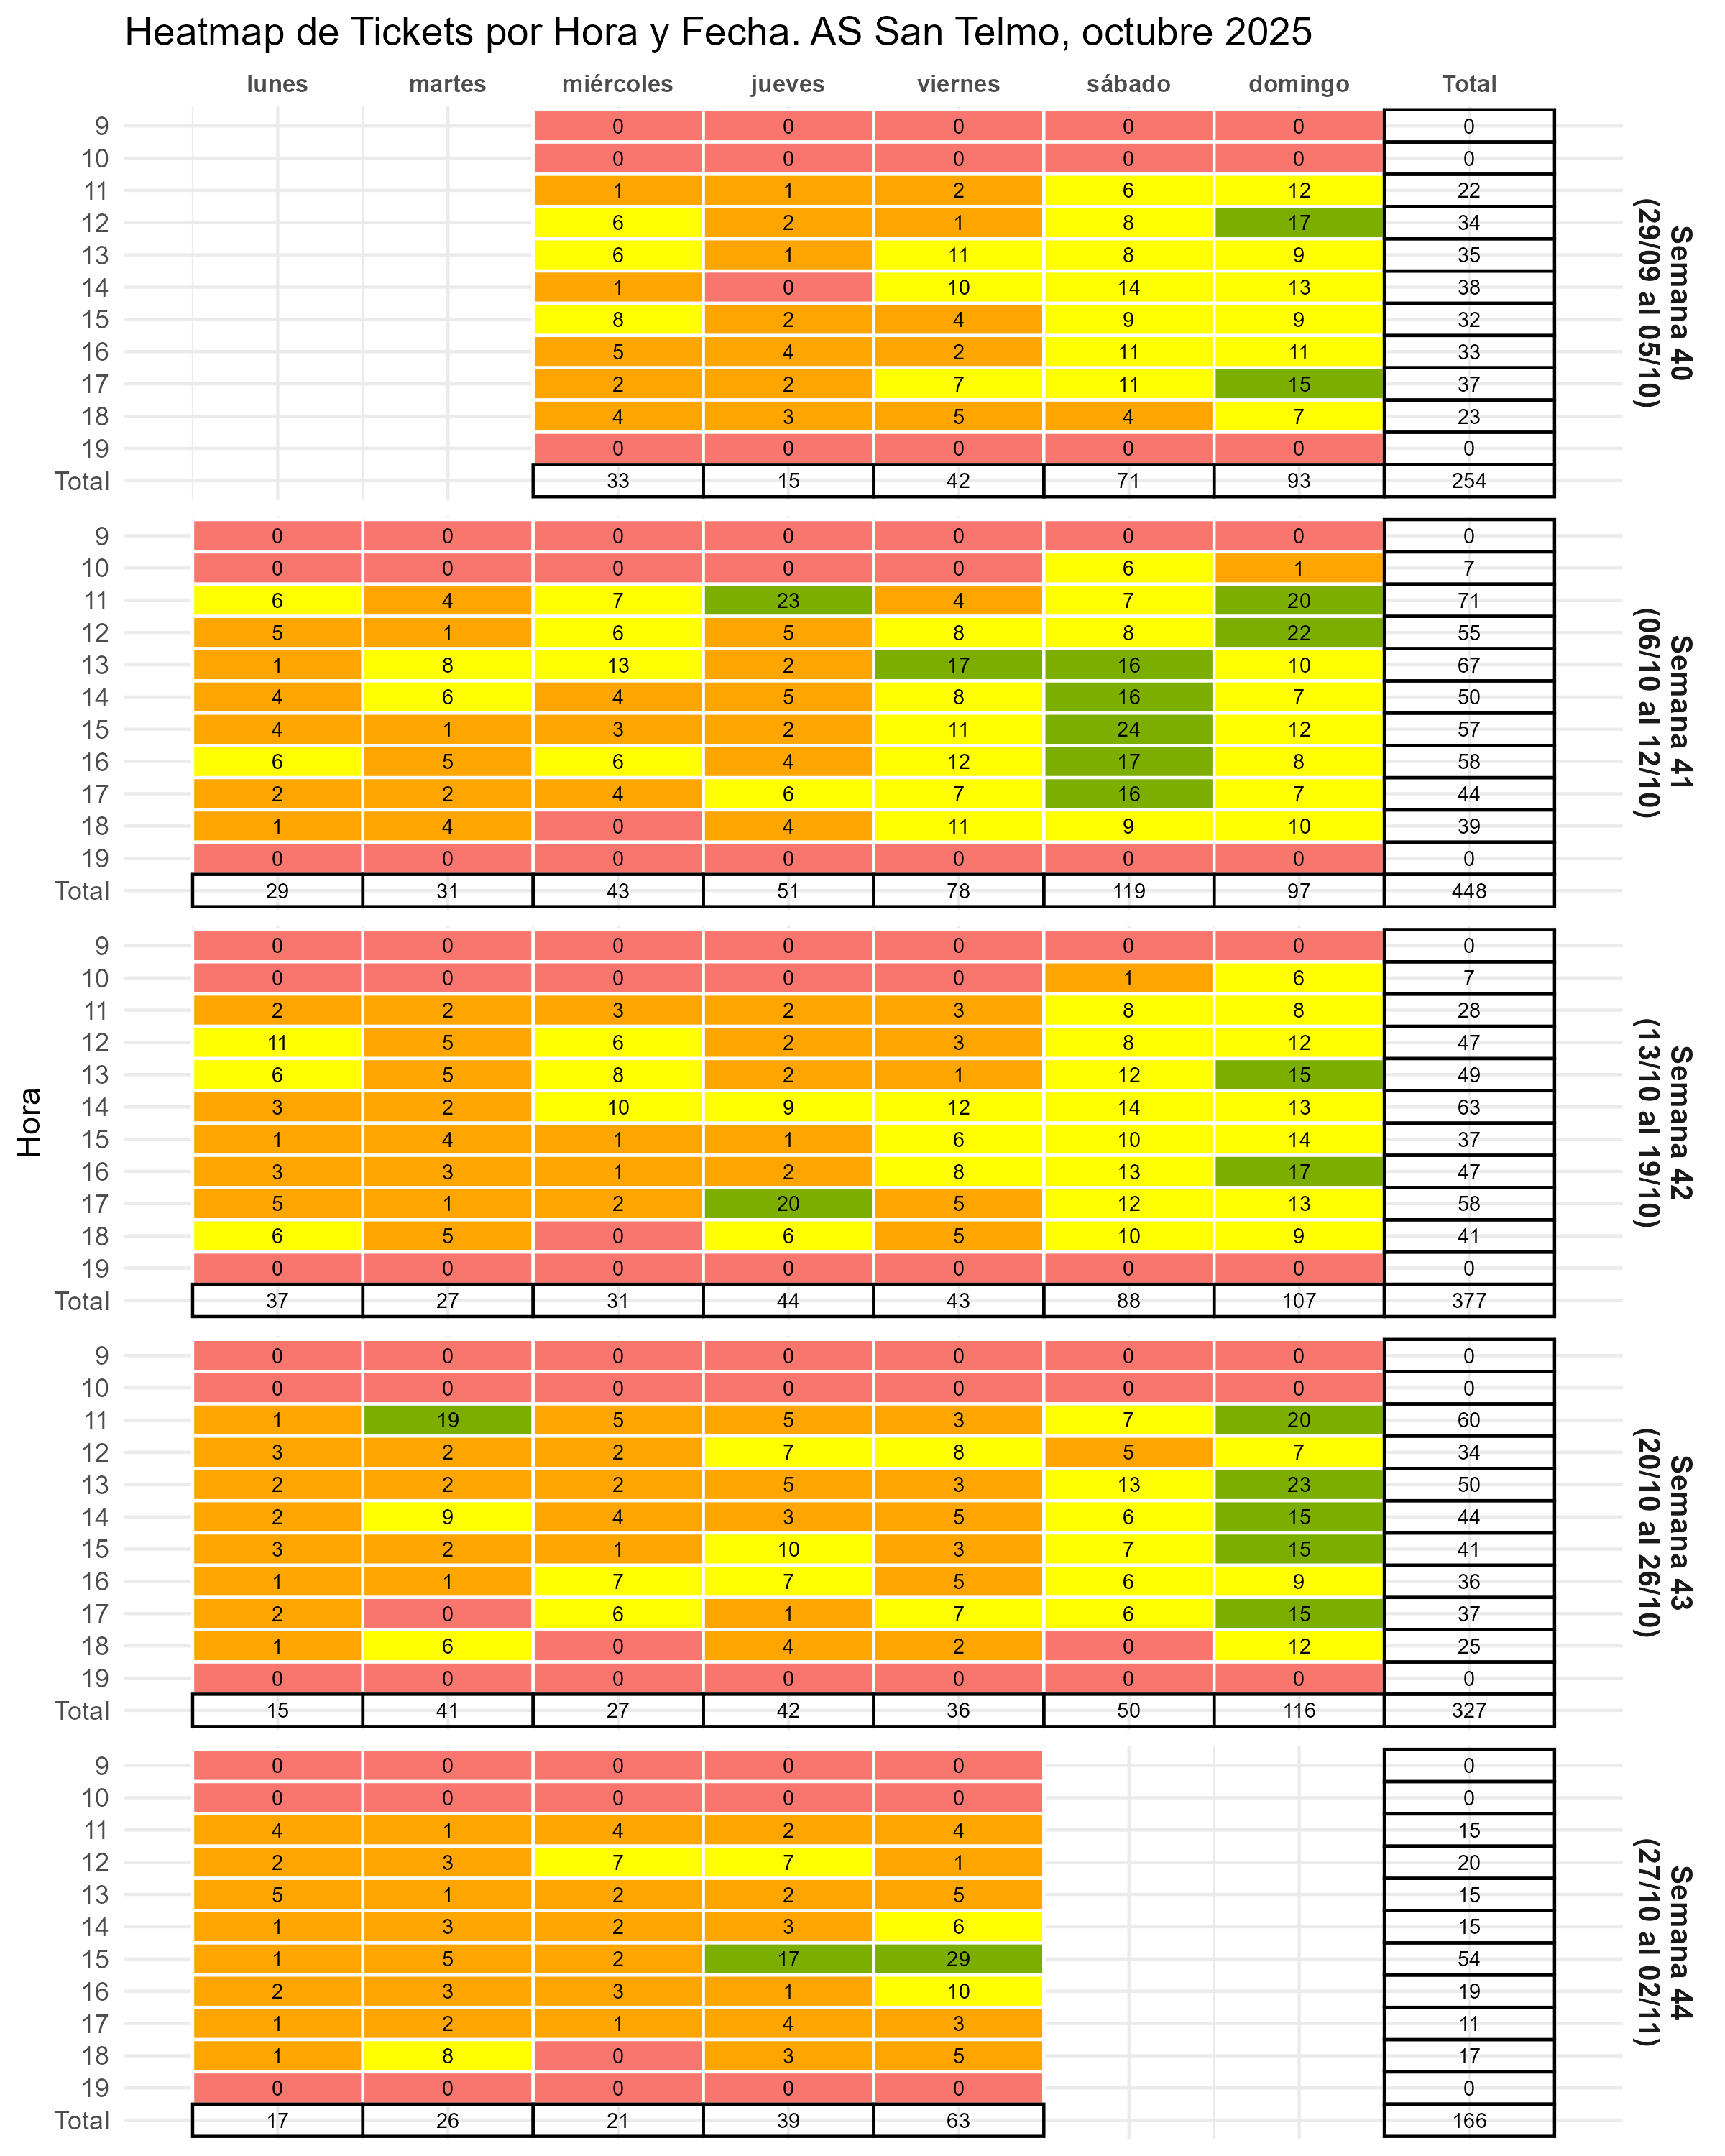 Heatmap de Tickets por Hora y Fecha. AS San Telmo, octubre 2025
lunes martes miércoles jueves viernes sábado domingo Total
9 0 0 0 0 0 0
10 0 0 0 0 0 0
11 1 1 2 6 12 22
12 6 2 1 8 17 34
13 6 1 11 8 9 35
14 1 0 10 14 13 38
15 8 2 4 9 9 32
16 5 4 2 11 11 33
17 2 2 7 11 15 37
18 4 3 5 4 7 23
19 0 0 0 0 0 0
Total 33 15 42 71 93 254
Semana 40
(29/09 al 05/10)
9 0 0 0 0 0 0 0 0
10 0 0 0 0 0 6 1 7
11 6 4 7 23 4 7 20 71
12 5 1 6 5 8 8 22 55
13 1 8 13 2 17 16 10 67
14 4 6 4 5 8 16 7 50
15 4 1 3 2 11 24 12 57
16 6 5 6 4 12 17 8 58
17 2 2 4 6 7 16 7 44
18 1 4 0 4 11 9 10 39
19 0 0 0 0 0 0 0 0
Total 29 31 43 51 78 119 97 448
Semana 41
(06/10 al 12/10)
Hora
9 0 0 0 0 0 0 0 0
10 0 0 0 0 0 1 6 7
11 2 2 3 2 3 8 8 28
12 11 5 6 2 3 8 12 47
13 6 5 8 2 1 12 15 49
14 3 2 10 9 12 14 13 63
15 1 4 1 1 6 10 14 37
16 3 3 1 2 8 13 17 47
17 5 1 2 20 5 12 13 58
18 6 5 0 6 5 10 9 41
19 0 0 0 0 0 0 0 0
Total 37 27 31 44 43 88 107 377
Semana 42
(13/10 al 19/10)
9 0 0 0 0 0 0 0 0
10 0 0 0 0 0 0 0 0
11 1 19 5 5 3 7 20 60
12 3 2 2 7 8 5 7 34
13 2 2 2 5 3 13 23 50
14 2 9 4 3 5 6 15 44
15 3 2 1 10 3 7 15 41
16 1 1 7 7 5 6 9 36
17 2 0 6 1 7 6 15 37
18 1 6 0 4 2 0 12 25
19 0 0 0 0 0 0 0 0
Total 15 41 27 42 36 50 116 327
Semana 43
(20/10 al 26/10)
9 0 0 0 0 0 0
10 0 0 0 0 0 0
11 4 1 4 2 4 15
12 2 3 7 7 1 20
13 5 1 2 2 5 15
14 1 3 2 3 6 15
15 1 5 2 17 29 54
16 2 3 3 1 10 19
17 1 2 1 4 3 11
18 1 8 0 3 5 17
19 0 0 0 0 0 0
Total 17 26 21 39 63 166
Semana 44
(27/10 al 02/11)